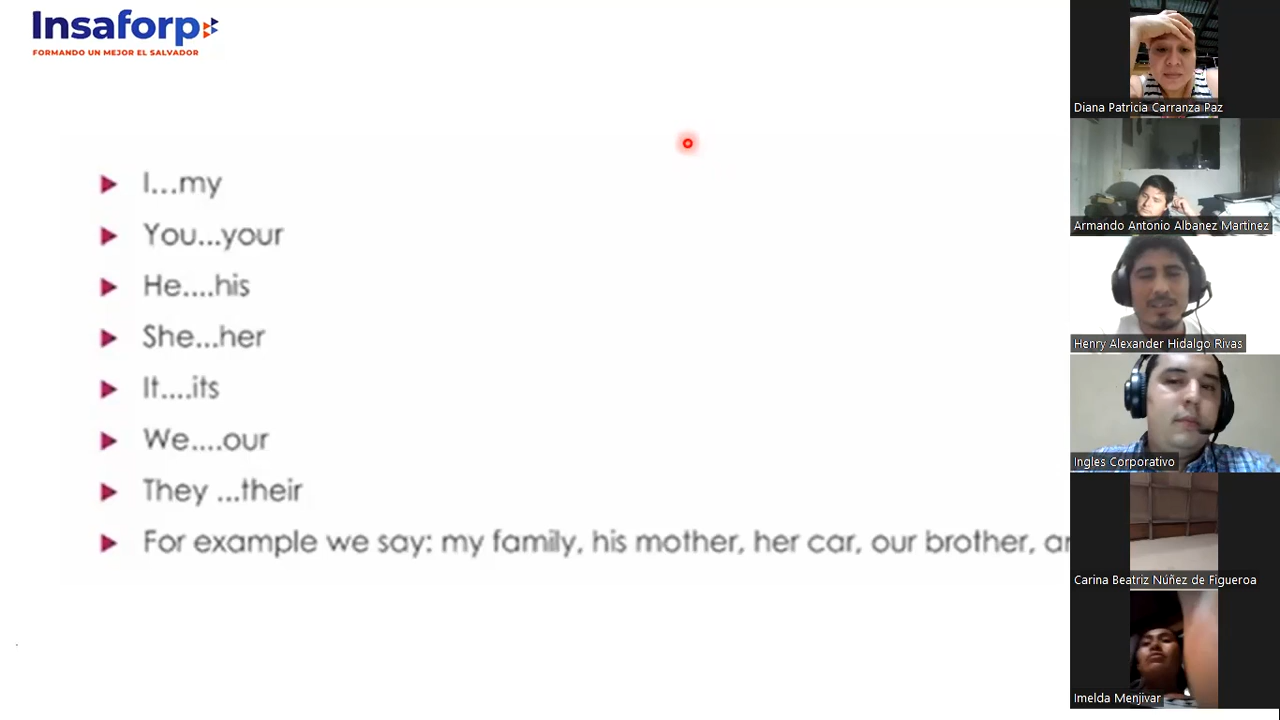 Insaforp
FORMANDO UN MEJOR EL SALVADOR
I...my
You...your
He....his
She...her
It....its
We....our
They ...their
For example we say: my family, his mother, her car, our brother,
Diana Patricia Carranza Paz
Armando Antonio Albanez Martinez
Henry Alexander Hidalgo Rivas
Ingles Corporativo
Carina Beatriz Núñez de Figueroa
Imelda Menjivar